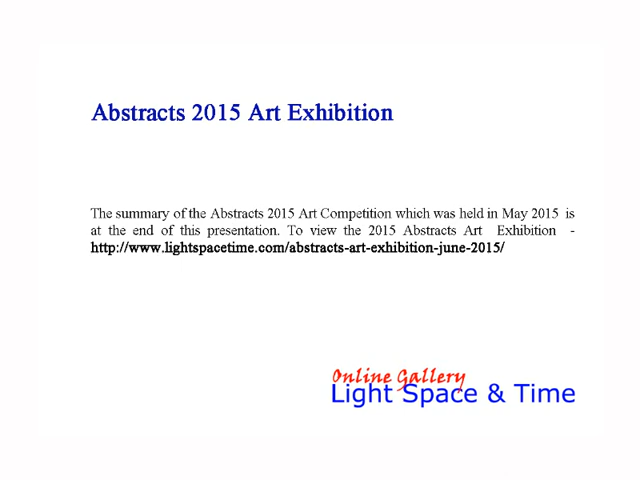 Abstracts 2015 Art Exhibition
The summary of the Abstracts 2015 Art Competition which was held in May 2015 is
at the end of this presentation. To view the 2015 Abstracts Art Exhibition -
http://www.lightspacetime.com/abstracts-art-exhibition-june-2015/
Online Gallery
Light Space & Time